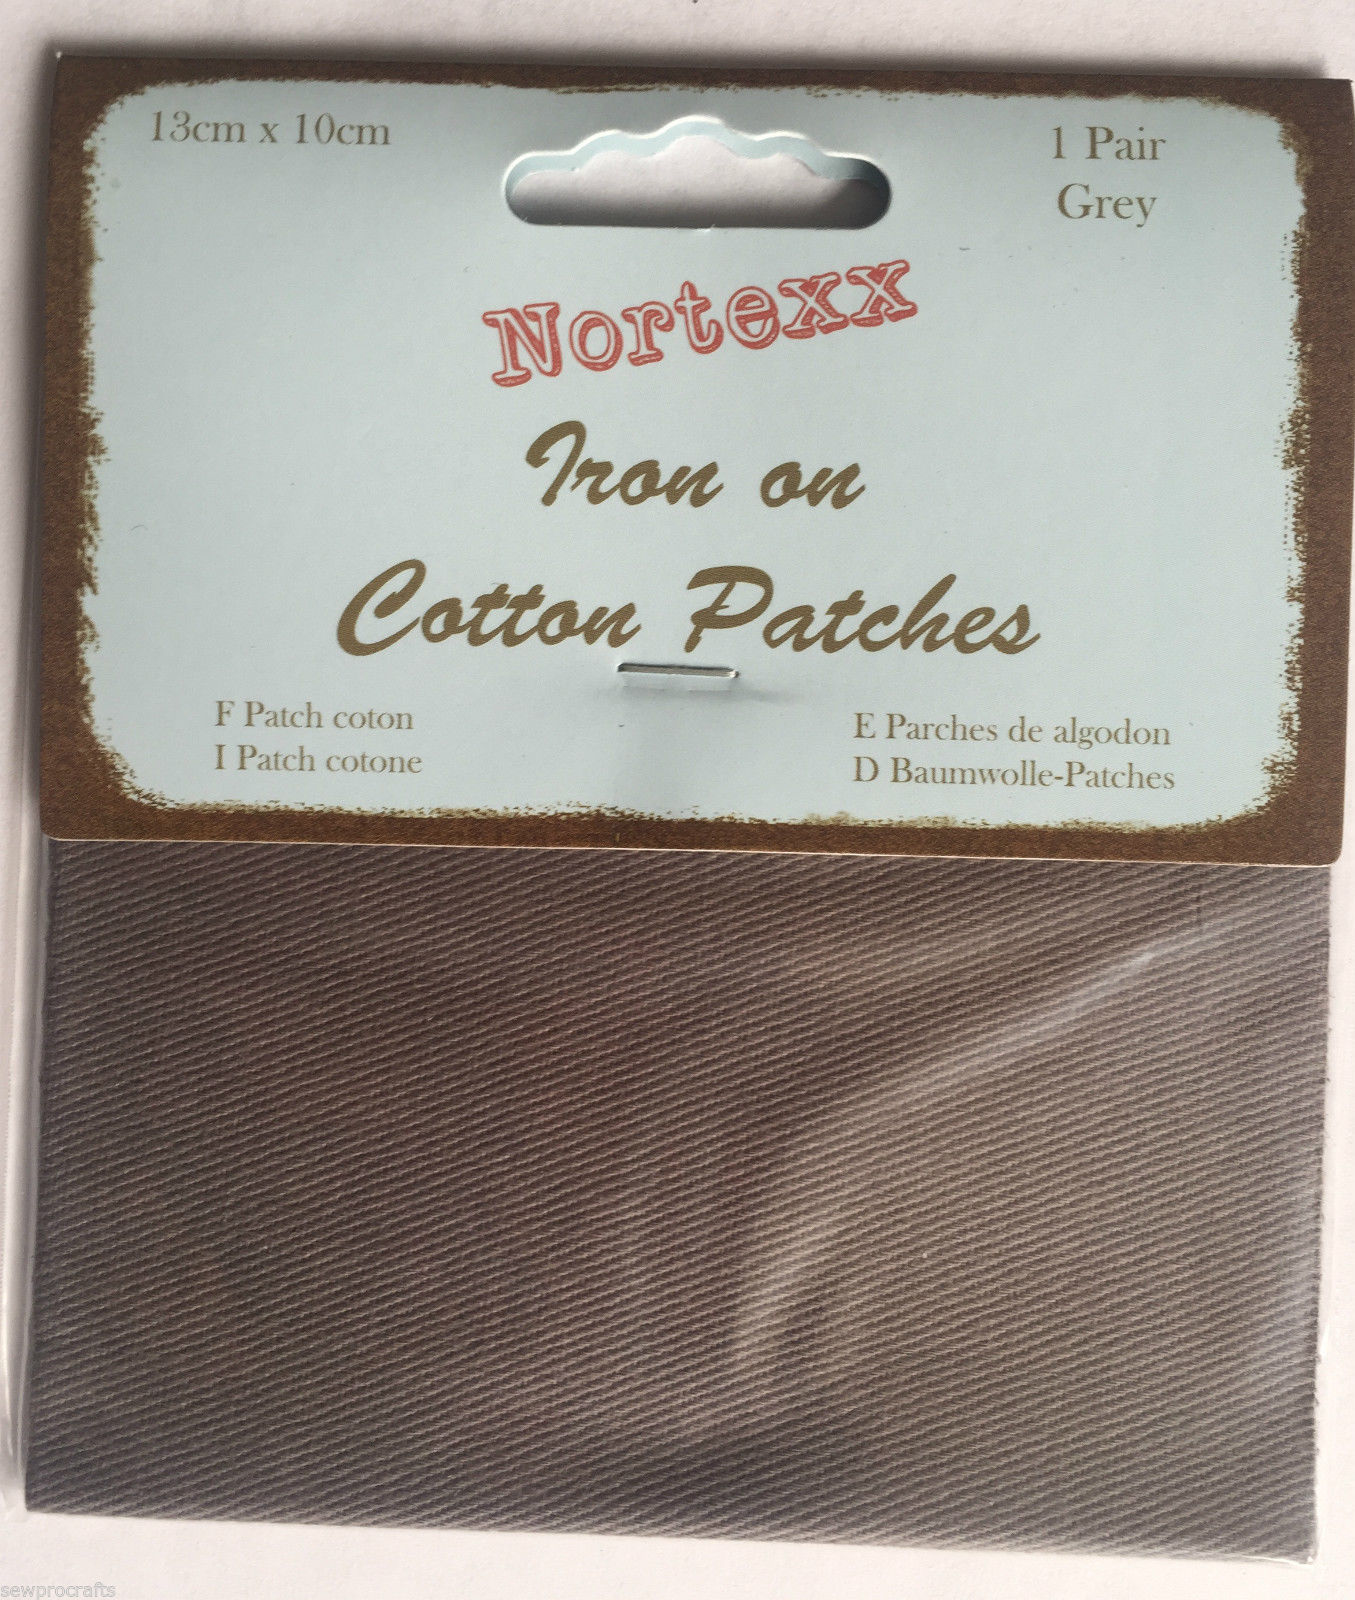 13cm x 10cm
1 Pair
Grey
Nortexx
Iron on
Cotton Patches
F Patch coton
I Patch cotone
E Parches de algodon
D Baumwolle-Patches
sewprocrafts